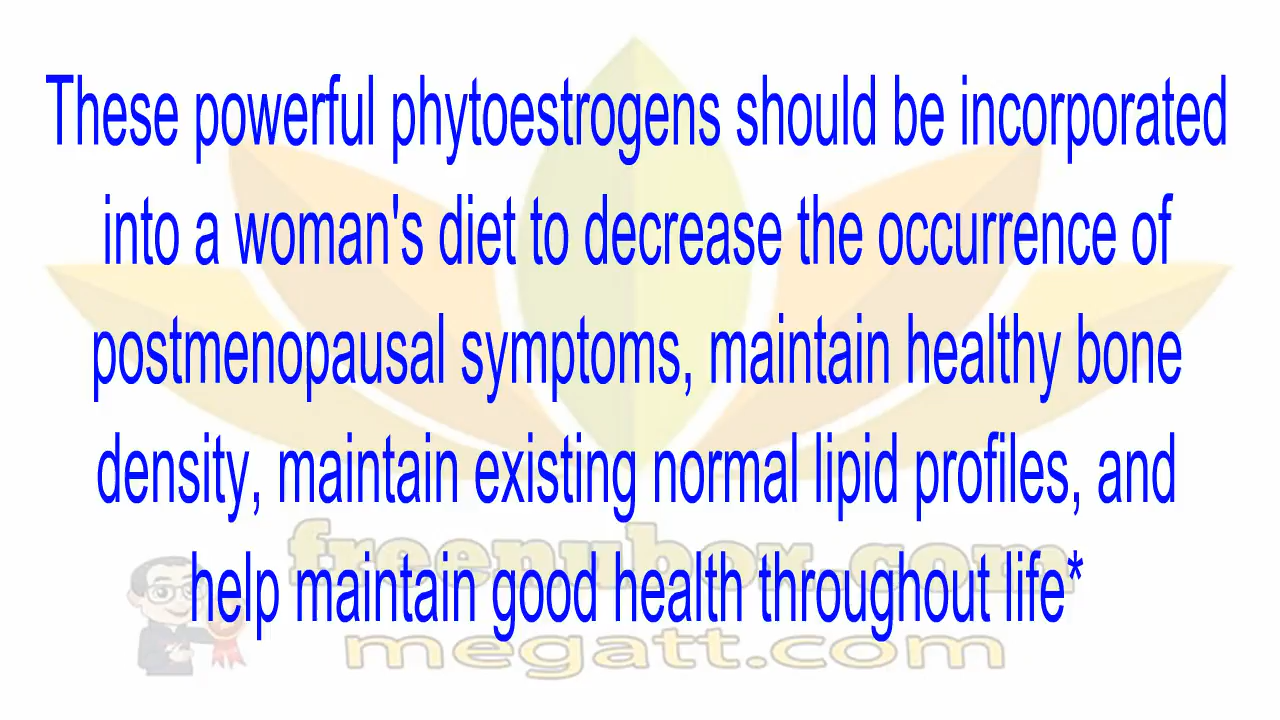 These powerful phytoestrogens should be incorporated
into a woman's diet to decrease the occurrence of
postmenopausal symptoms, maintain healthy bone
density, maintain existing normal lipid profiles, and
freenubox.com
help maintain good health throughout life*
megatt.com